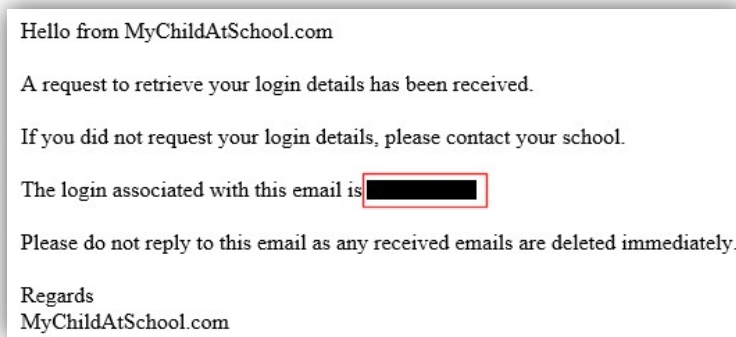 Hello from MyChildAtSchool.com
A request to retrieve your login details has been received.
If you did not request your login details, please contact your school.
The login associated with this email is
Please do not reply to this email as any received emails are deleted immediately.
Regards
MyChildAtSchool.com